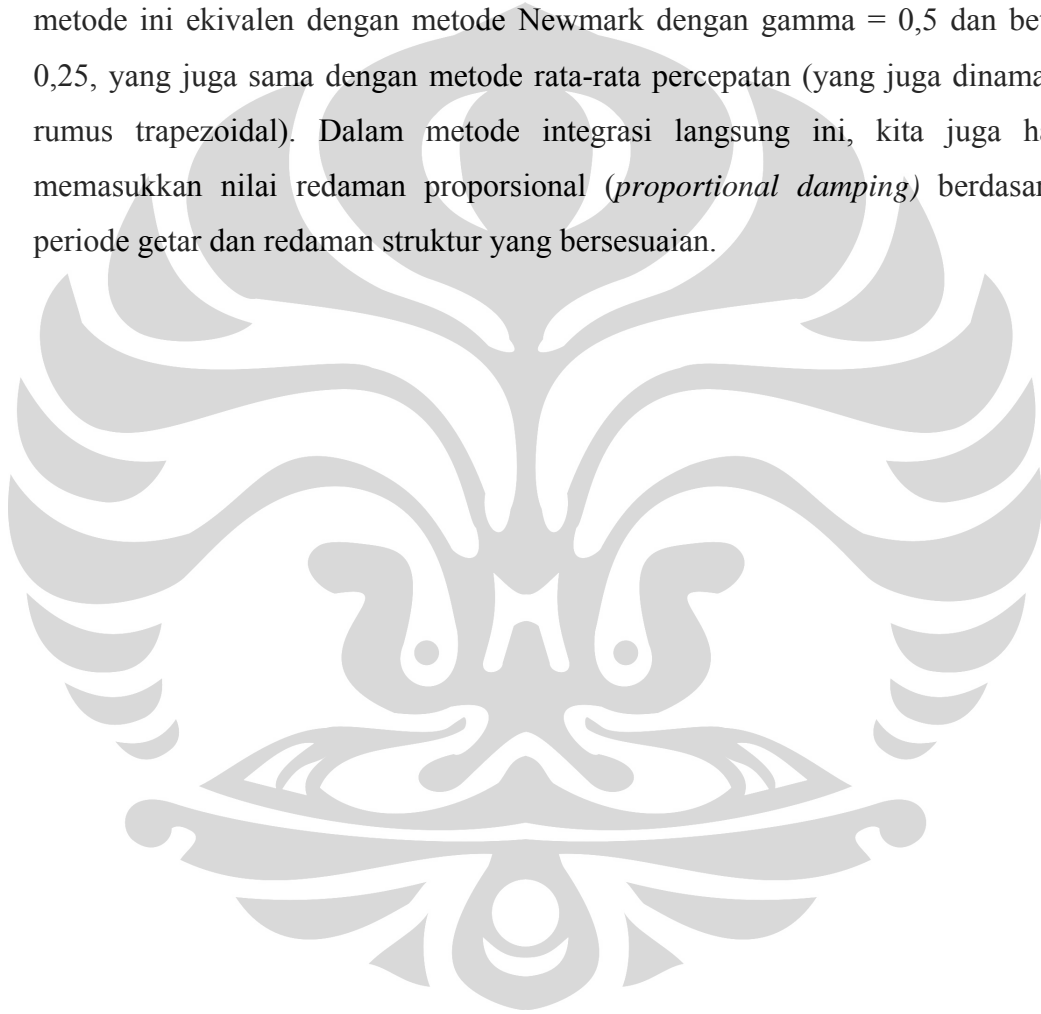 metode ini ekivalen dengan metode Newmark dengan gamma = 0,5 dan
0,25, yang juga sama dengan metode rata-rata percepatan (yang juga
rumus trapezoidal). Dalam metode integrasi langsung ini, kita juga
memasukkan nilai redaman proporsional (proportional damping)
periode getar dan redaman struktur yang bersesuaian.